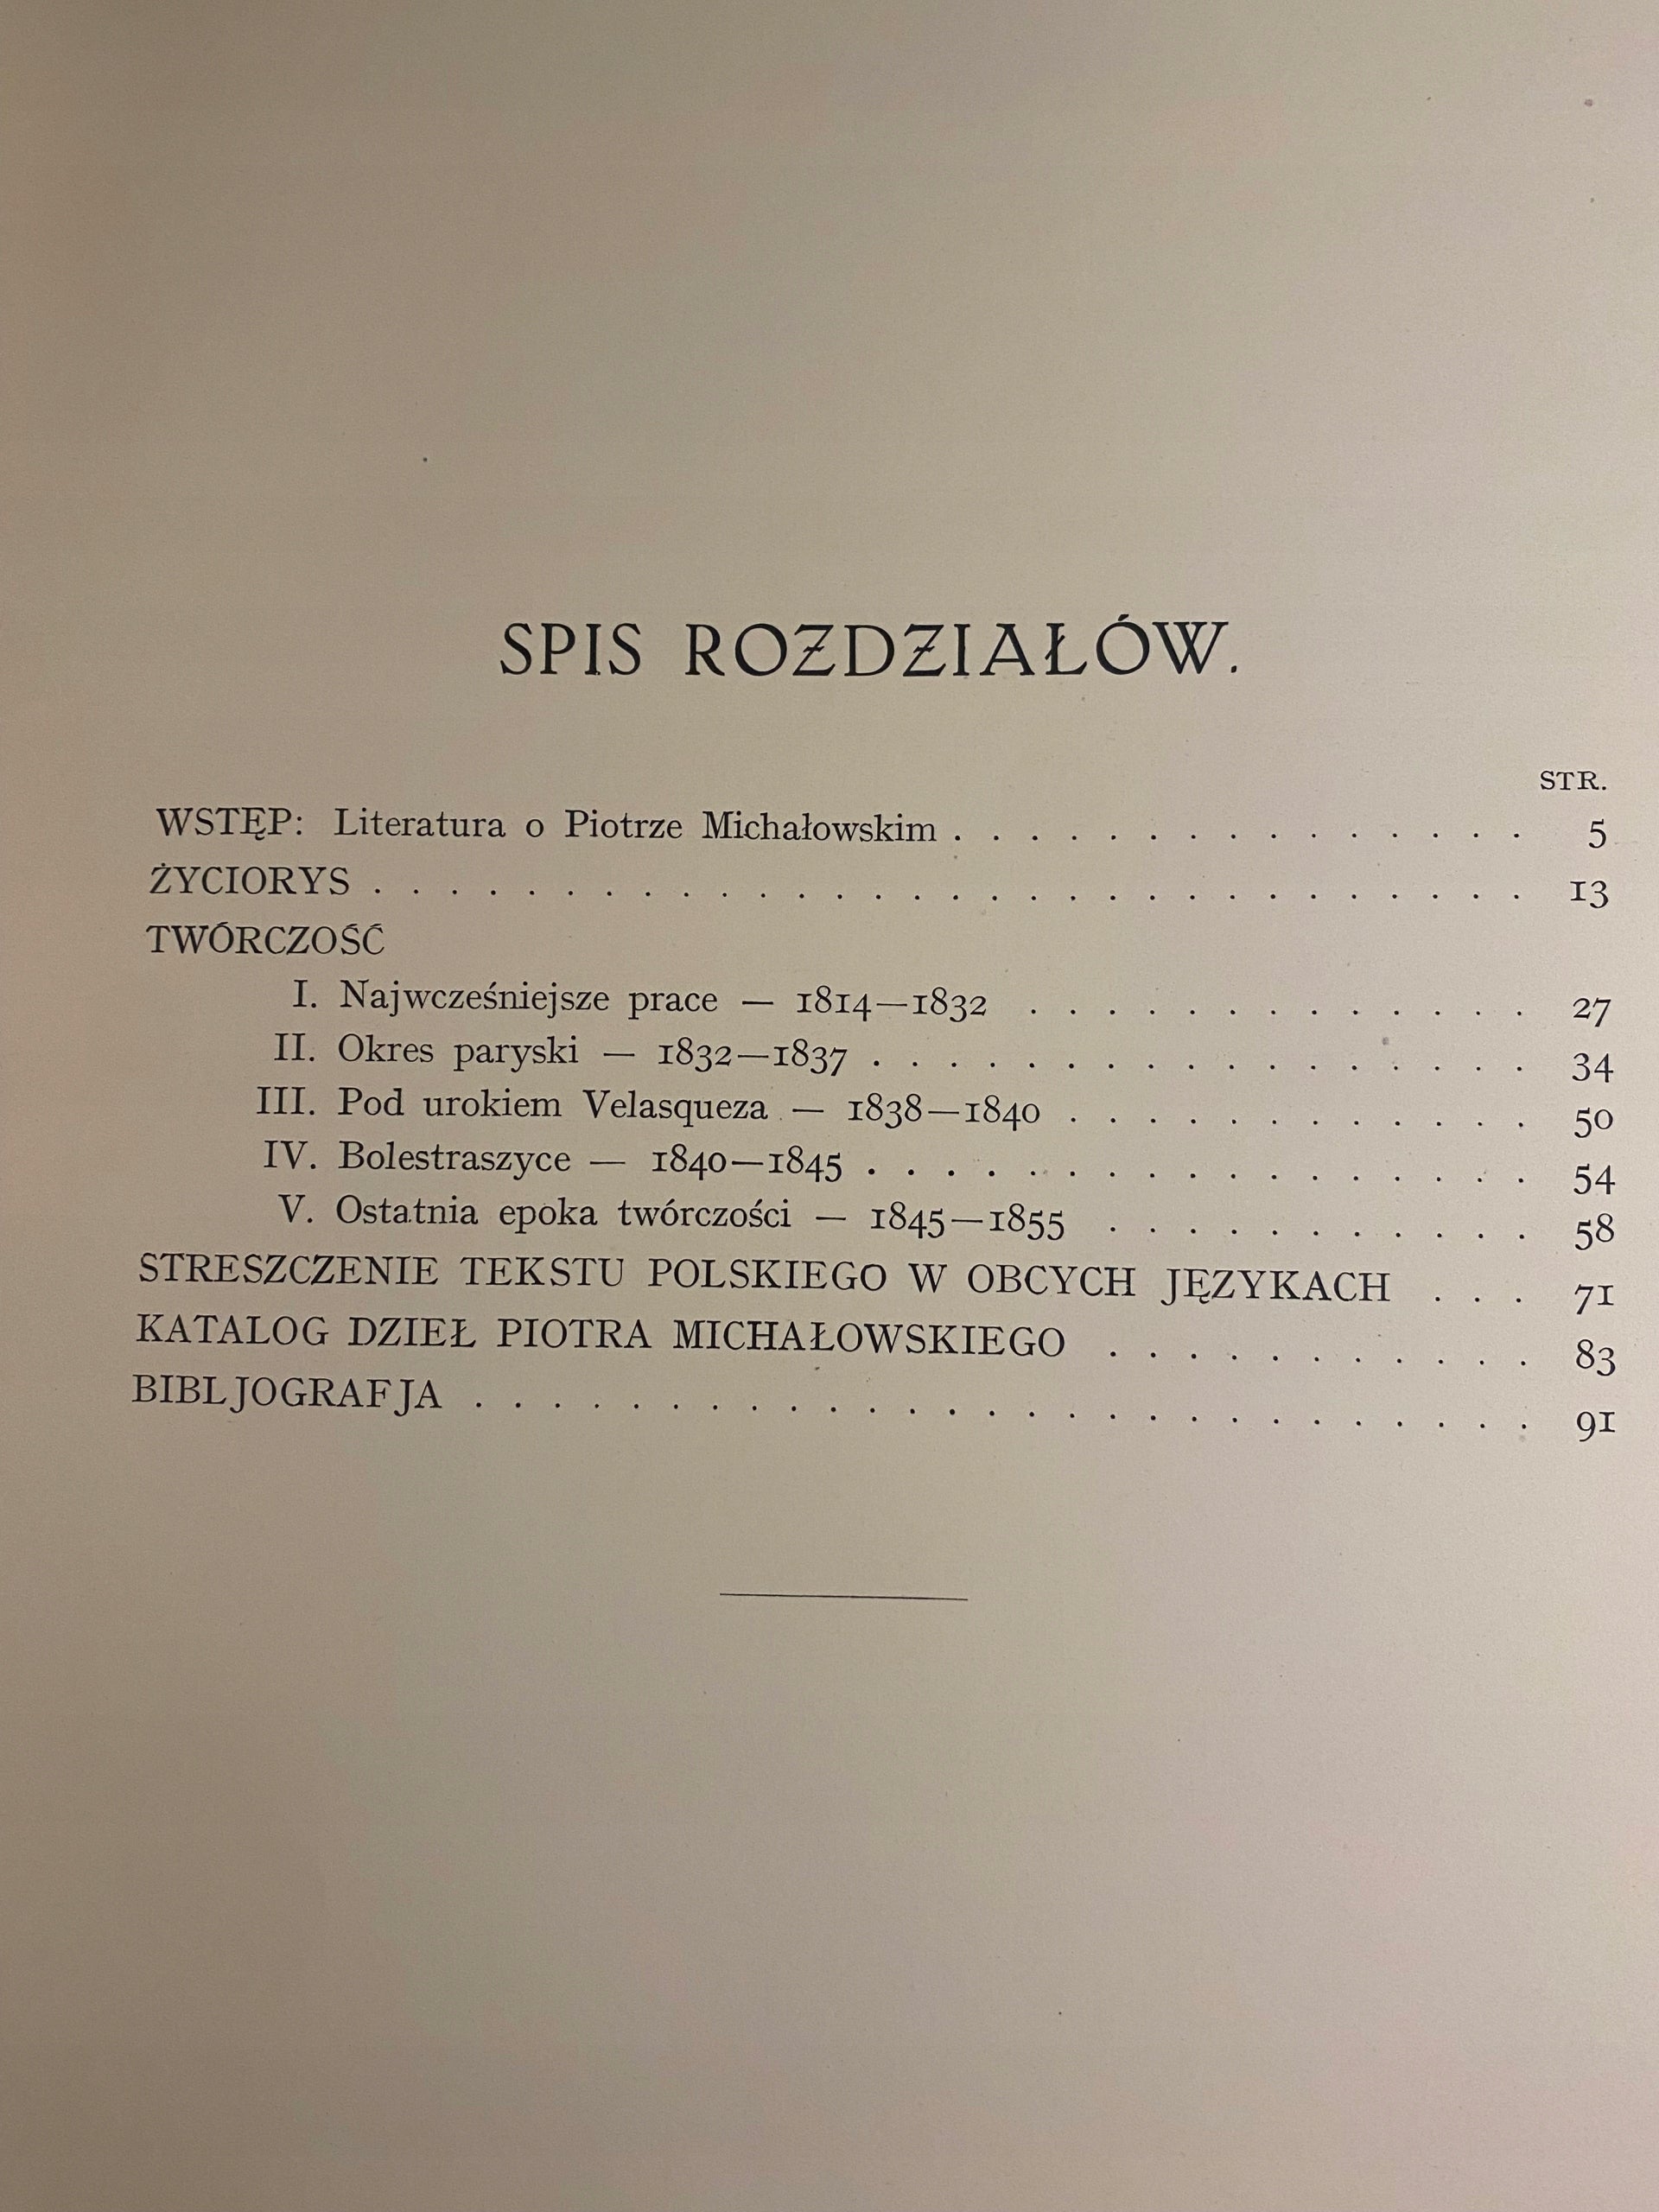 SPIS ROZDZIAŁÓW.
STR.
WSTĘP: Literatura o Piotrze Michałowskim . . . . . . . . . . . . . . . 5
ŻYCIORYS . . . . . . . . . . . . . . . . . . . . . . . . . . . . . . 13
TWÓRCZOŚĆ
I. Najwcześniejsze prace — 1814—1832 . . . . . . . . . . . . . 27
II. Okres paryski — 1832—1837 . . . . . . . . . . . . . . . . . 34
III. Pod urokiem Velasqueza — 1838—1840 . . . . . . . . . . . . 50
IV. Bolestraszyce — 1840—1845 . . . . . . . . . . . . . . . . . 54
V. Ostatnia epoka twórczości — 1845—1855 . . . . . . . . . . . 58
STRESZCZENIE TEKSTU POLSKIEGO W OBCYCH JĘZYKACH . . . 71
KATALOG DZIEŁ PIOTRA MICHAŁOWSKIEGO . . . . . . . . . . . 83
BIBLJOGRAFJA . . . . . . . . . . . . . . . . . . . . . . . . . . . 91